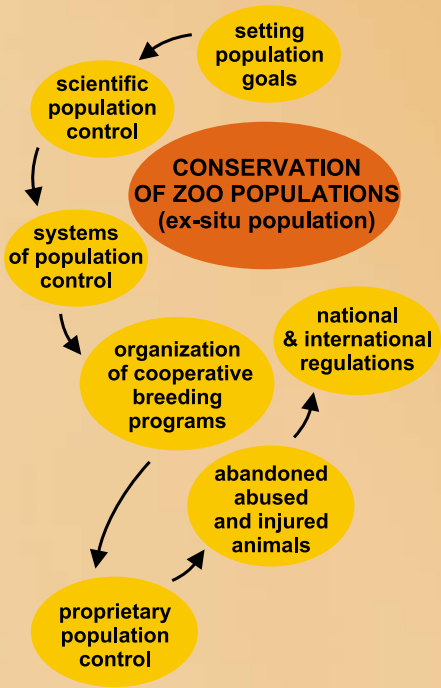 setting
population
goals
scientific
population
control
CONSERVATION
OF ZOO POPULATIONS
(ex-situ population)
systems
of population
control
organization
of cooperative
breeding
programs
proprietary
population
control
abandoned
abused
and injured
animals
national
& international
regulations